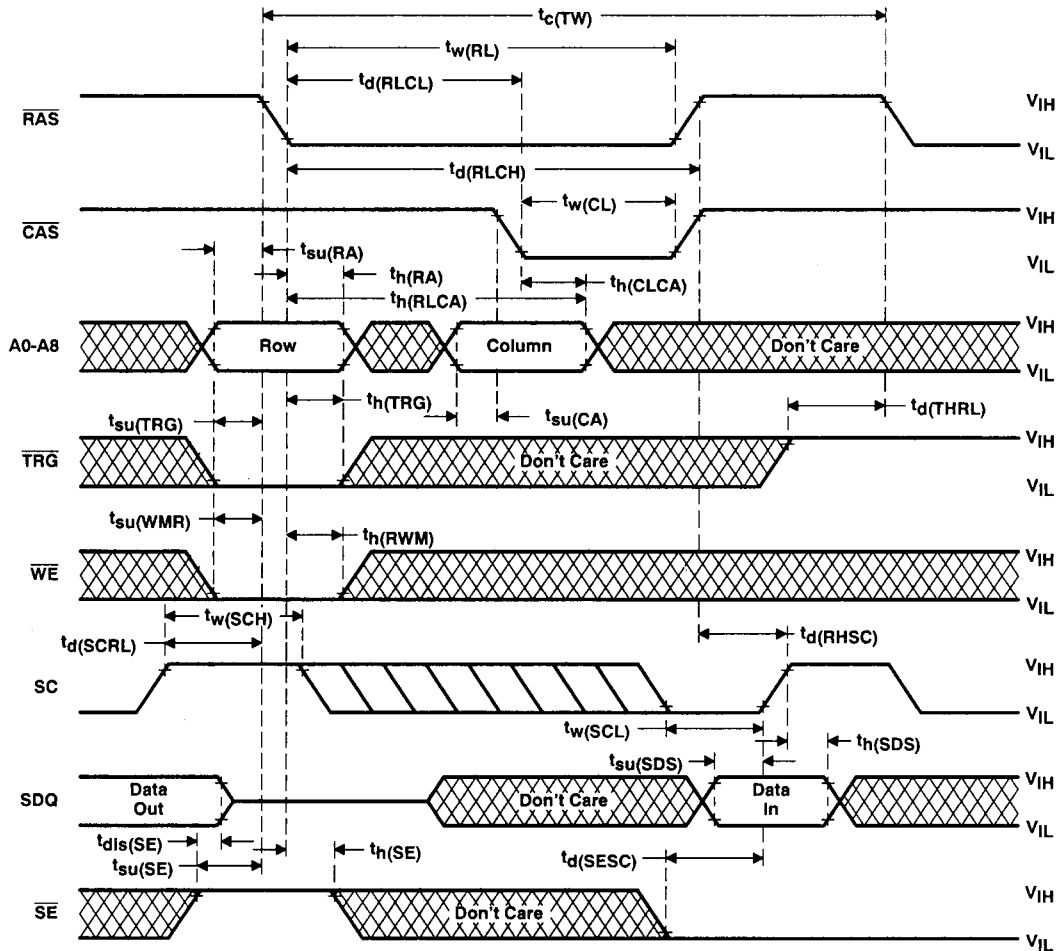 tc(TW)
tw(RL)
td(RLCL)
RAS VIH
VIL
td(RLCH)
tw(CL)
CAS VIH
VIL
tsu(RA)
th(RA)
th(CLCA)
th(RLCA)
A0-A8 Row Column Don't Care VIH
VIL
th(TRG)
tsu(TRG) tsu(CA) td(THRL)
TRG Don't Care VIH
VIL
tsu(WMR)
th(RWM)
WE VIH
VIL
tw(SCH)
td(SCRL) td(RHSC)
SC VIH
VIL
tw(SCL)
tsu(SDS) th(SDS)
SDQ Data Out Don't Care Data In VIH
VIL
tdis(SE)
th(SE) td(SESC)
tsu(SE)
SE Don't Care VIH
VIL